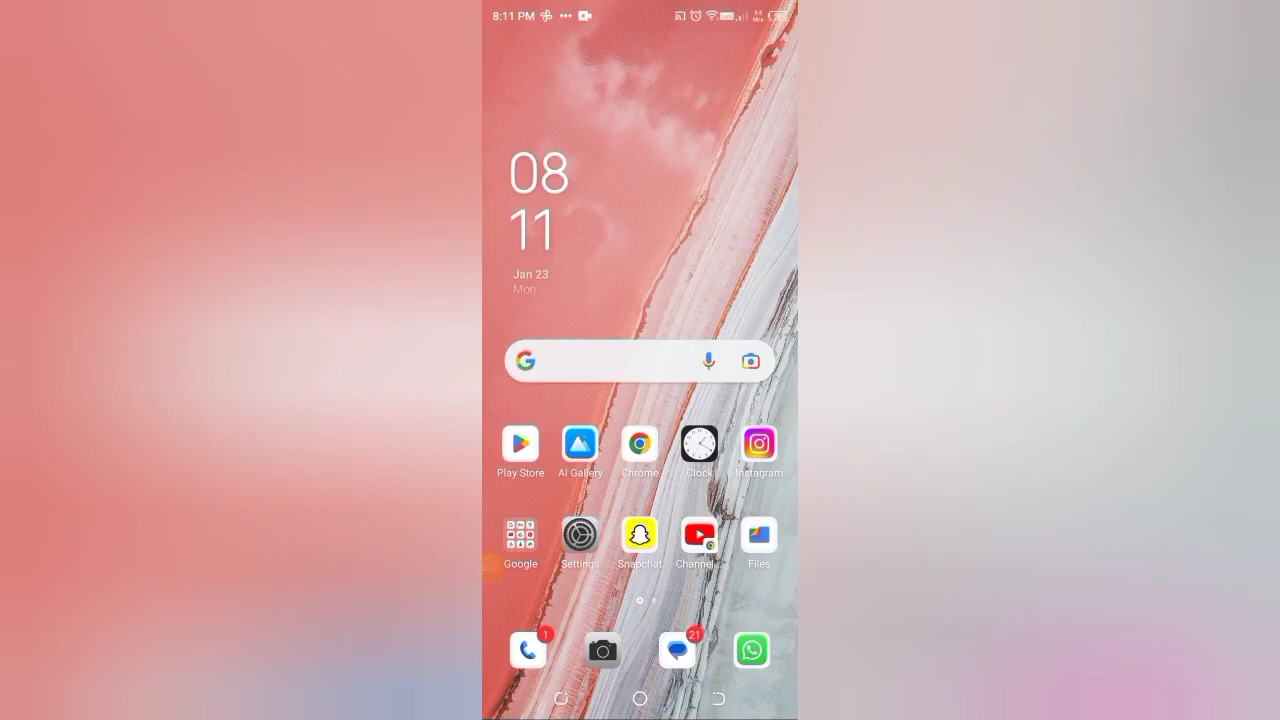 8:11 PM
08
11
Jan 23
Mon
Play Store
AI Gallery
Chrome
Clock
Instagram
Google
Settings
Snapchat
Channel
Files
1
21